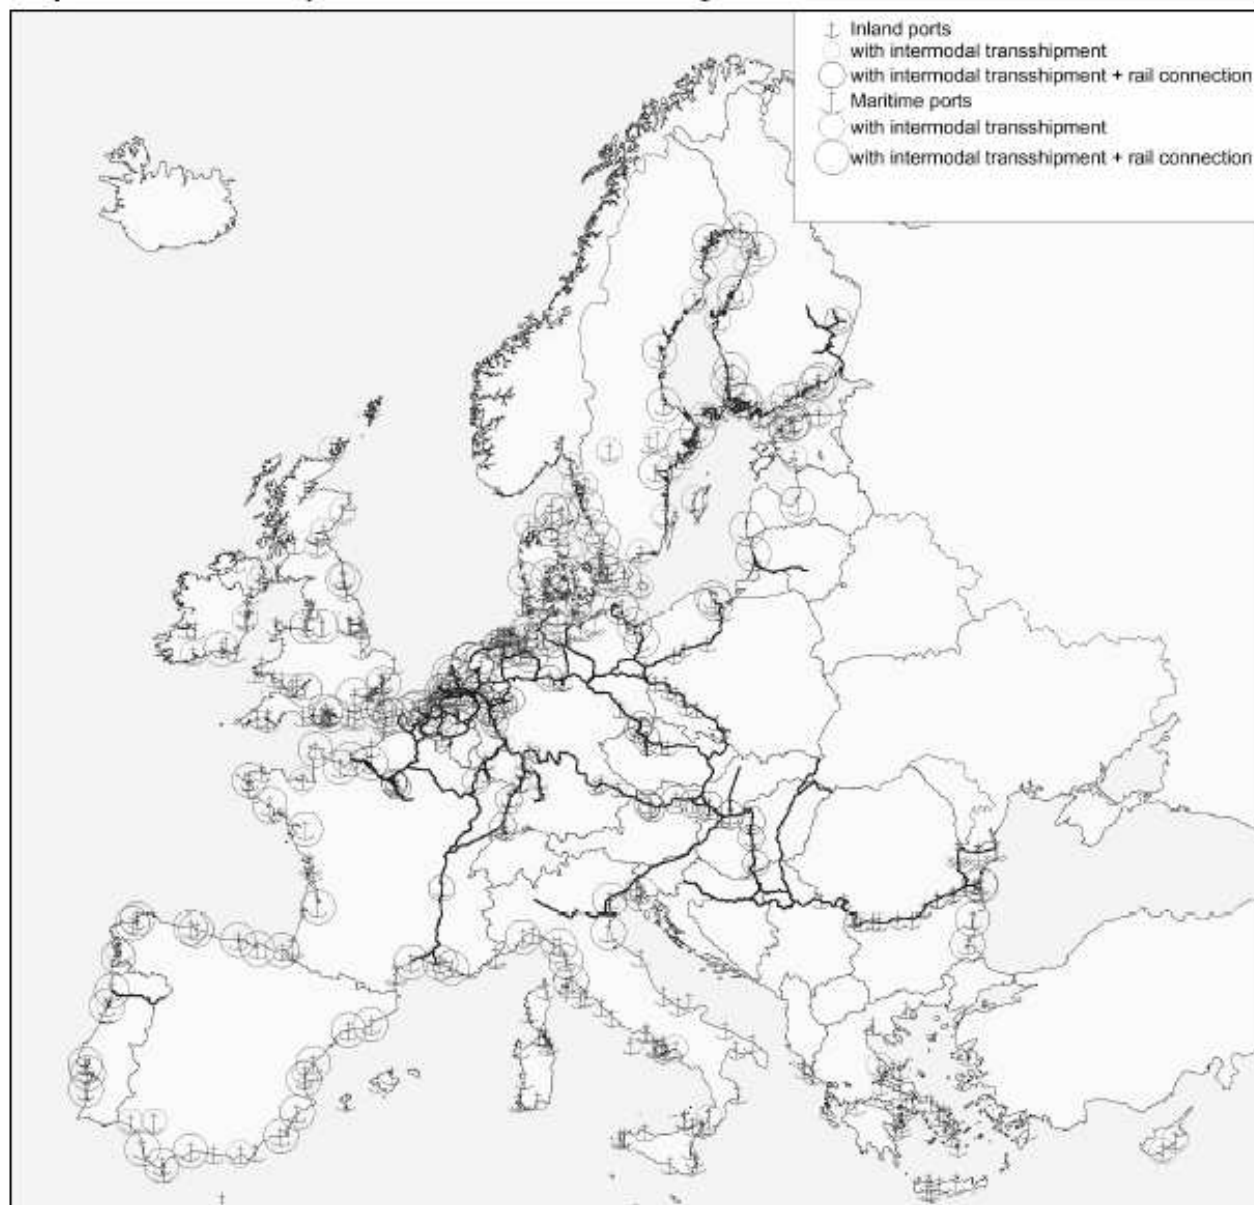 Inland ports
with intermodal transshipment
with intermodal transshipment + rail connection
Maritime ports
with intermodal transshipment
with intermodal transshipment + rail connection